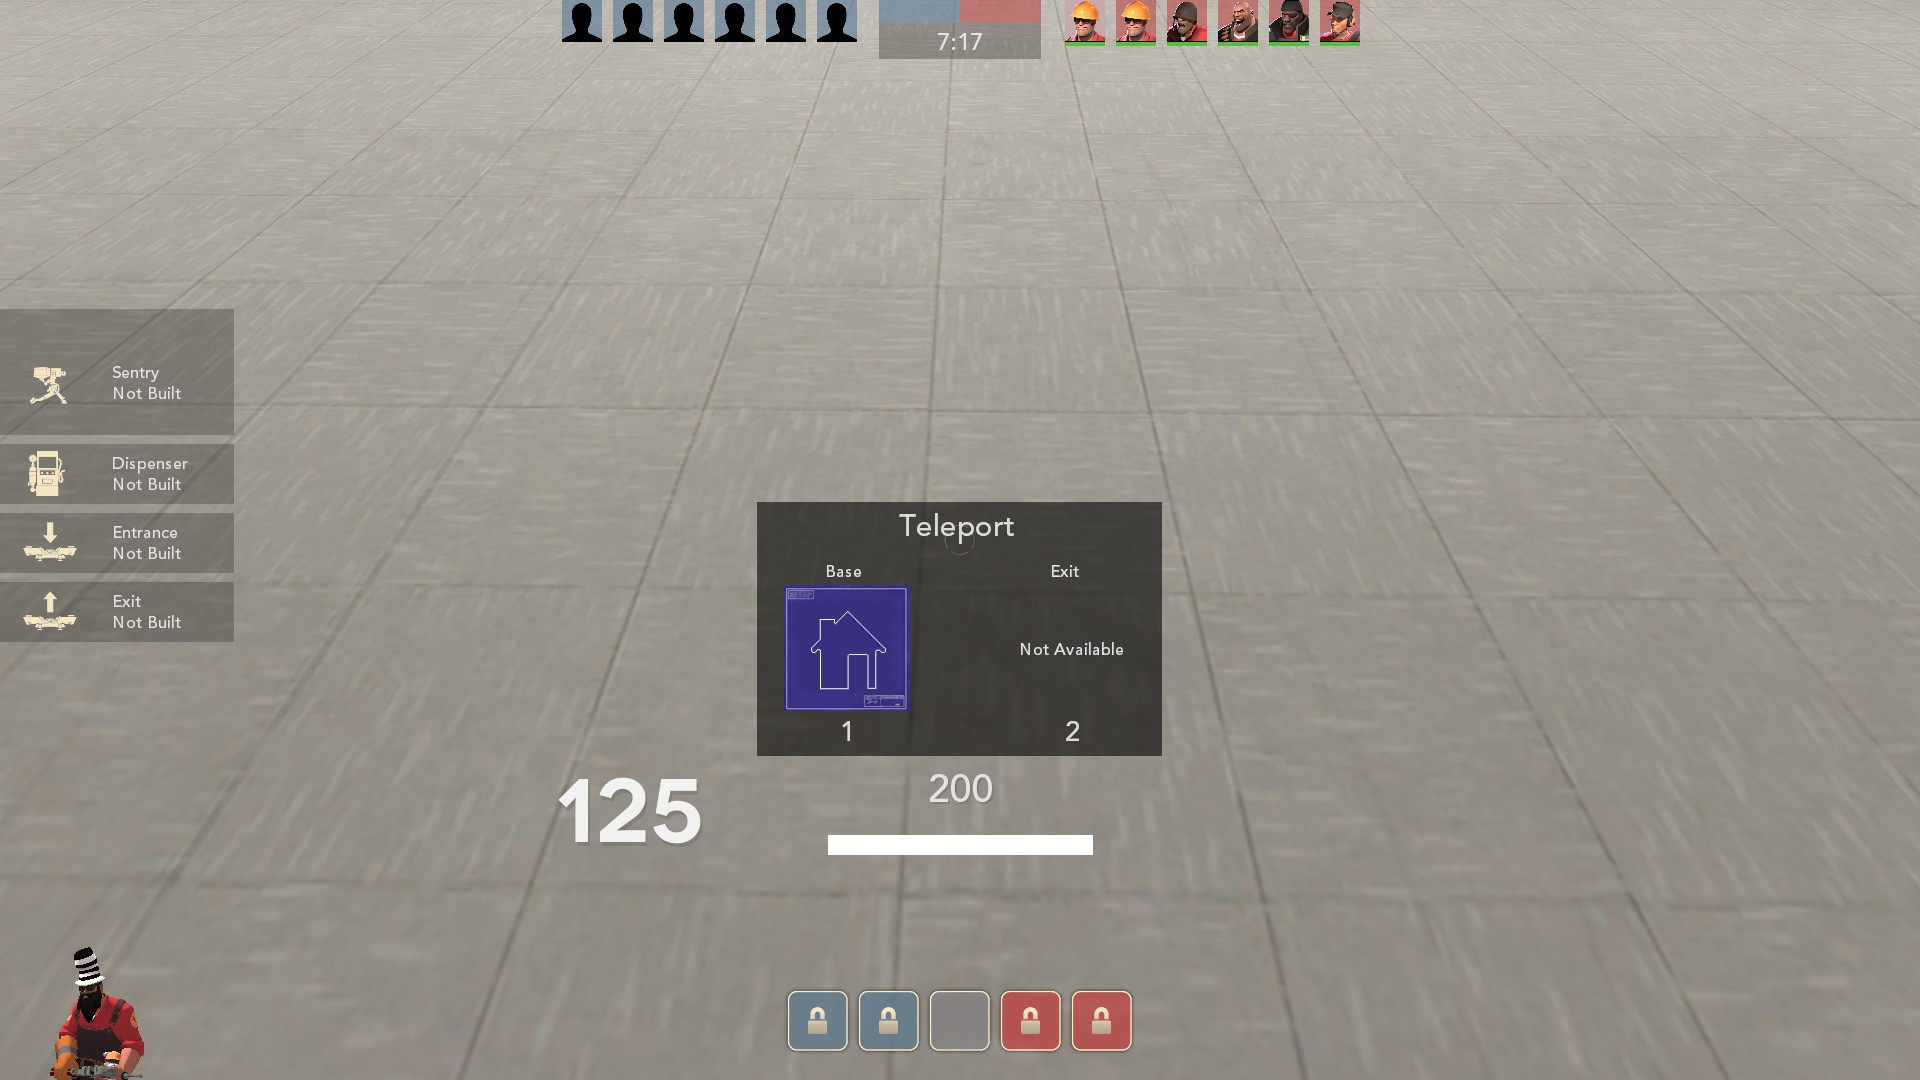 7:17
Sentry
Not Built
Dispenser
Not Built
Entrance
Not Built
Exit
Not Built
Teleport
Base
Exit
Not Available
1
2
125
200